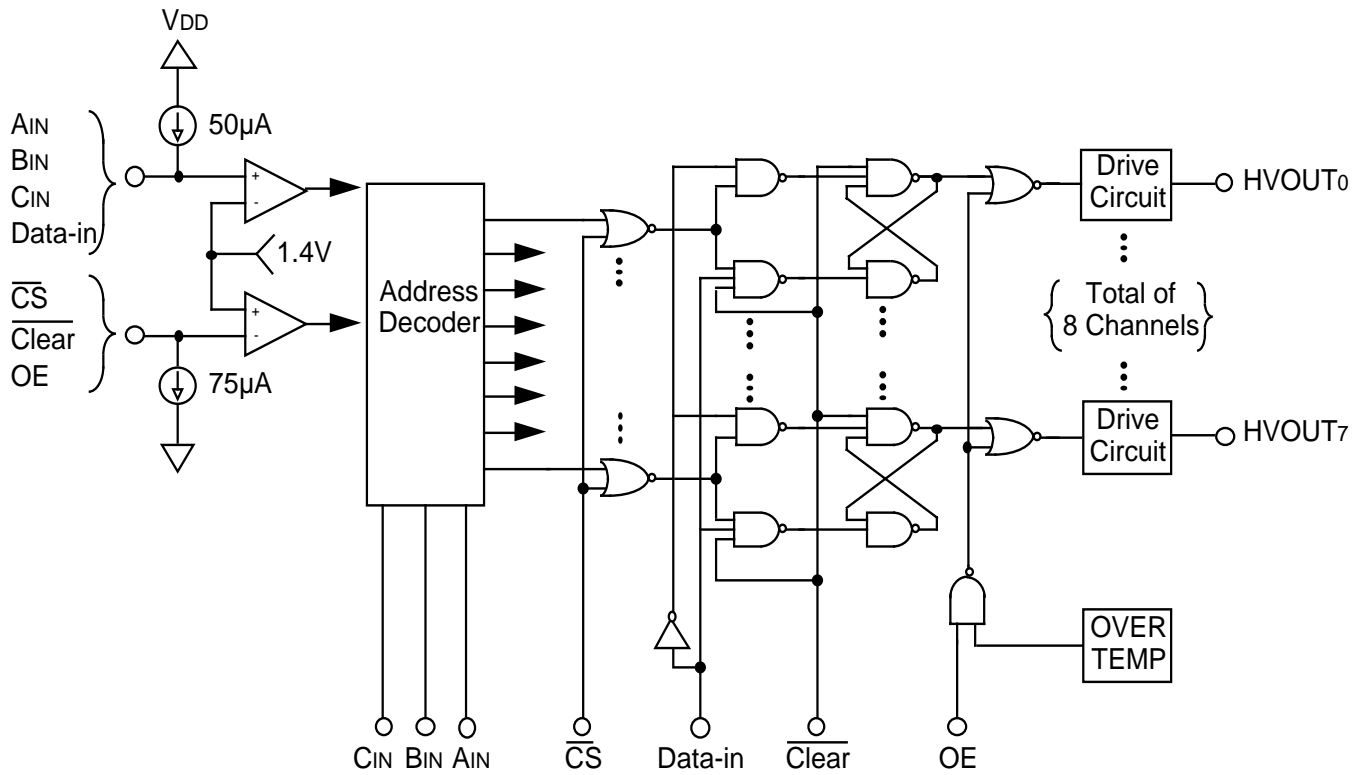 VDD
50µA
AIN
BIN
CIN
Data-in
+
-
1.4V
CS
Clear
OE
+
-
75µA
Address
Decoder
Drive
Circuit
HVOUT0
Total of
8 Channels
Drive
Circuit
HVOUT7
OVER
TEMP
CIN BIN AIN CS Data-in Clear OE